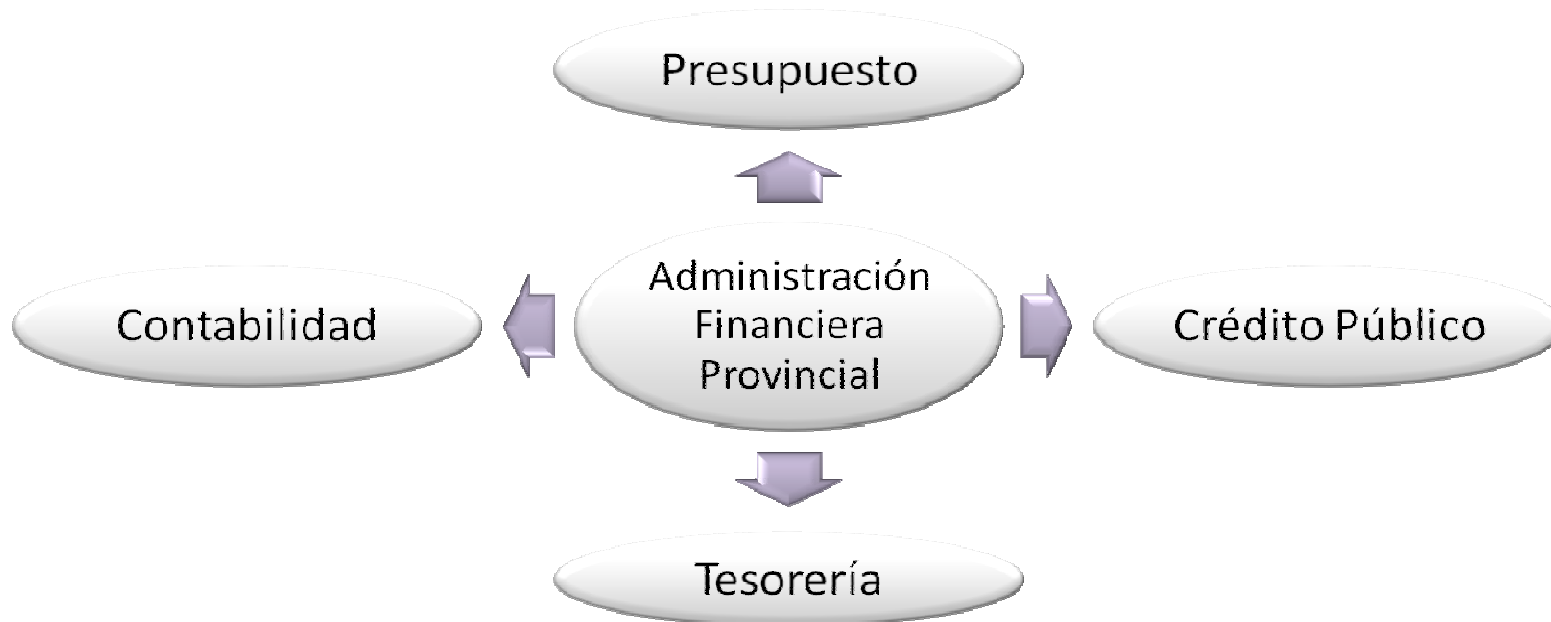 Presupuesto
Administración
Financiera
Provincial
Contabilidad
Crédito Público
Tesorería